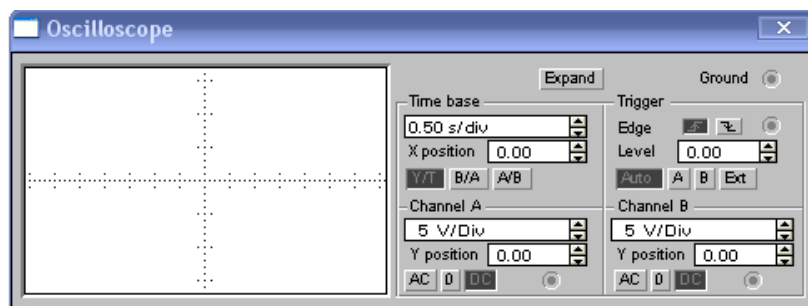 Oscilloscope
Expand
Ground
Time base
0.50 s/div
X position 0.00
Y/T B/A A/B
Trigger
Edge
Level 0.00
Auto A B Ext
Channel A
5 V/Div
Y position 0.00
AC 0 DC
Channel B
5 V/Div
Y position 0.00
AC 0 DC